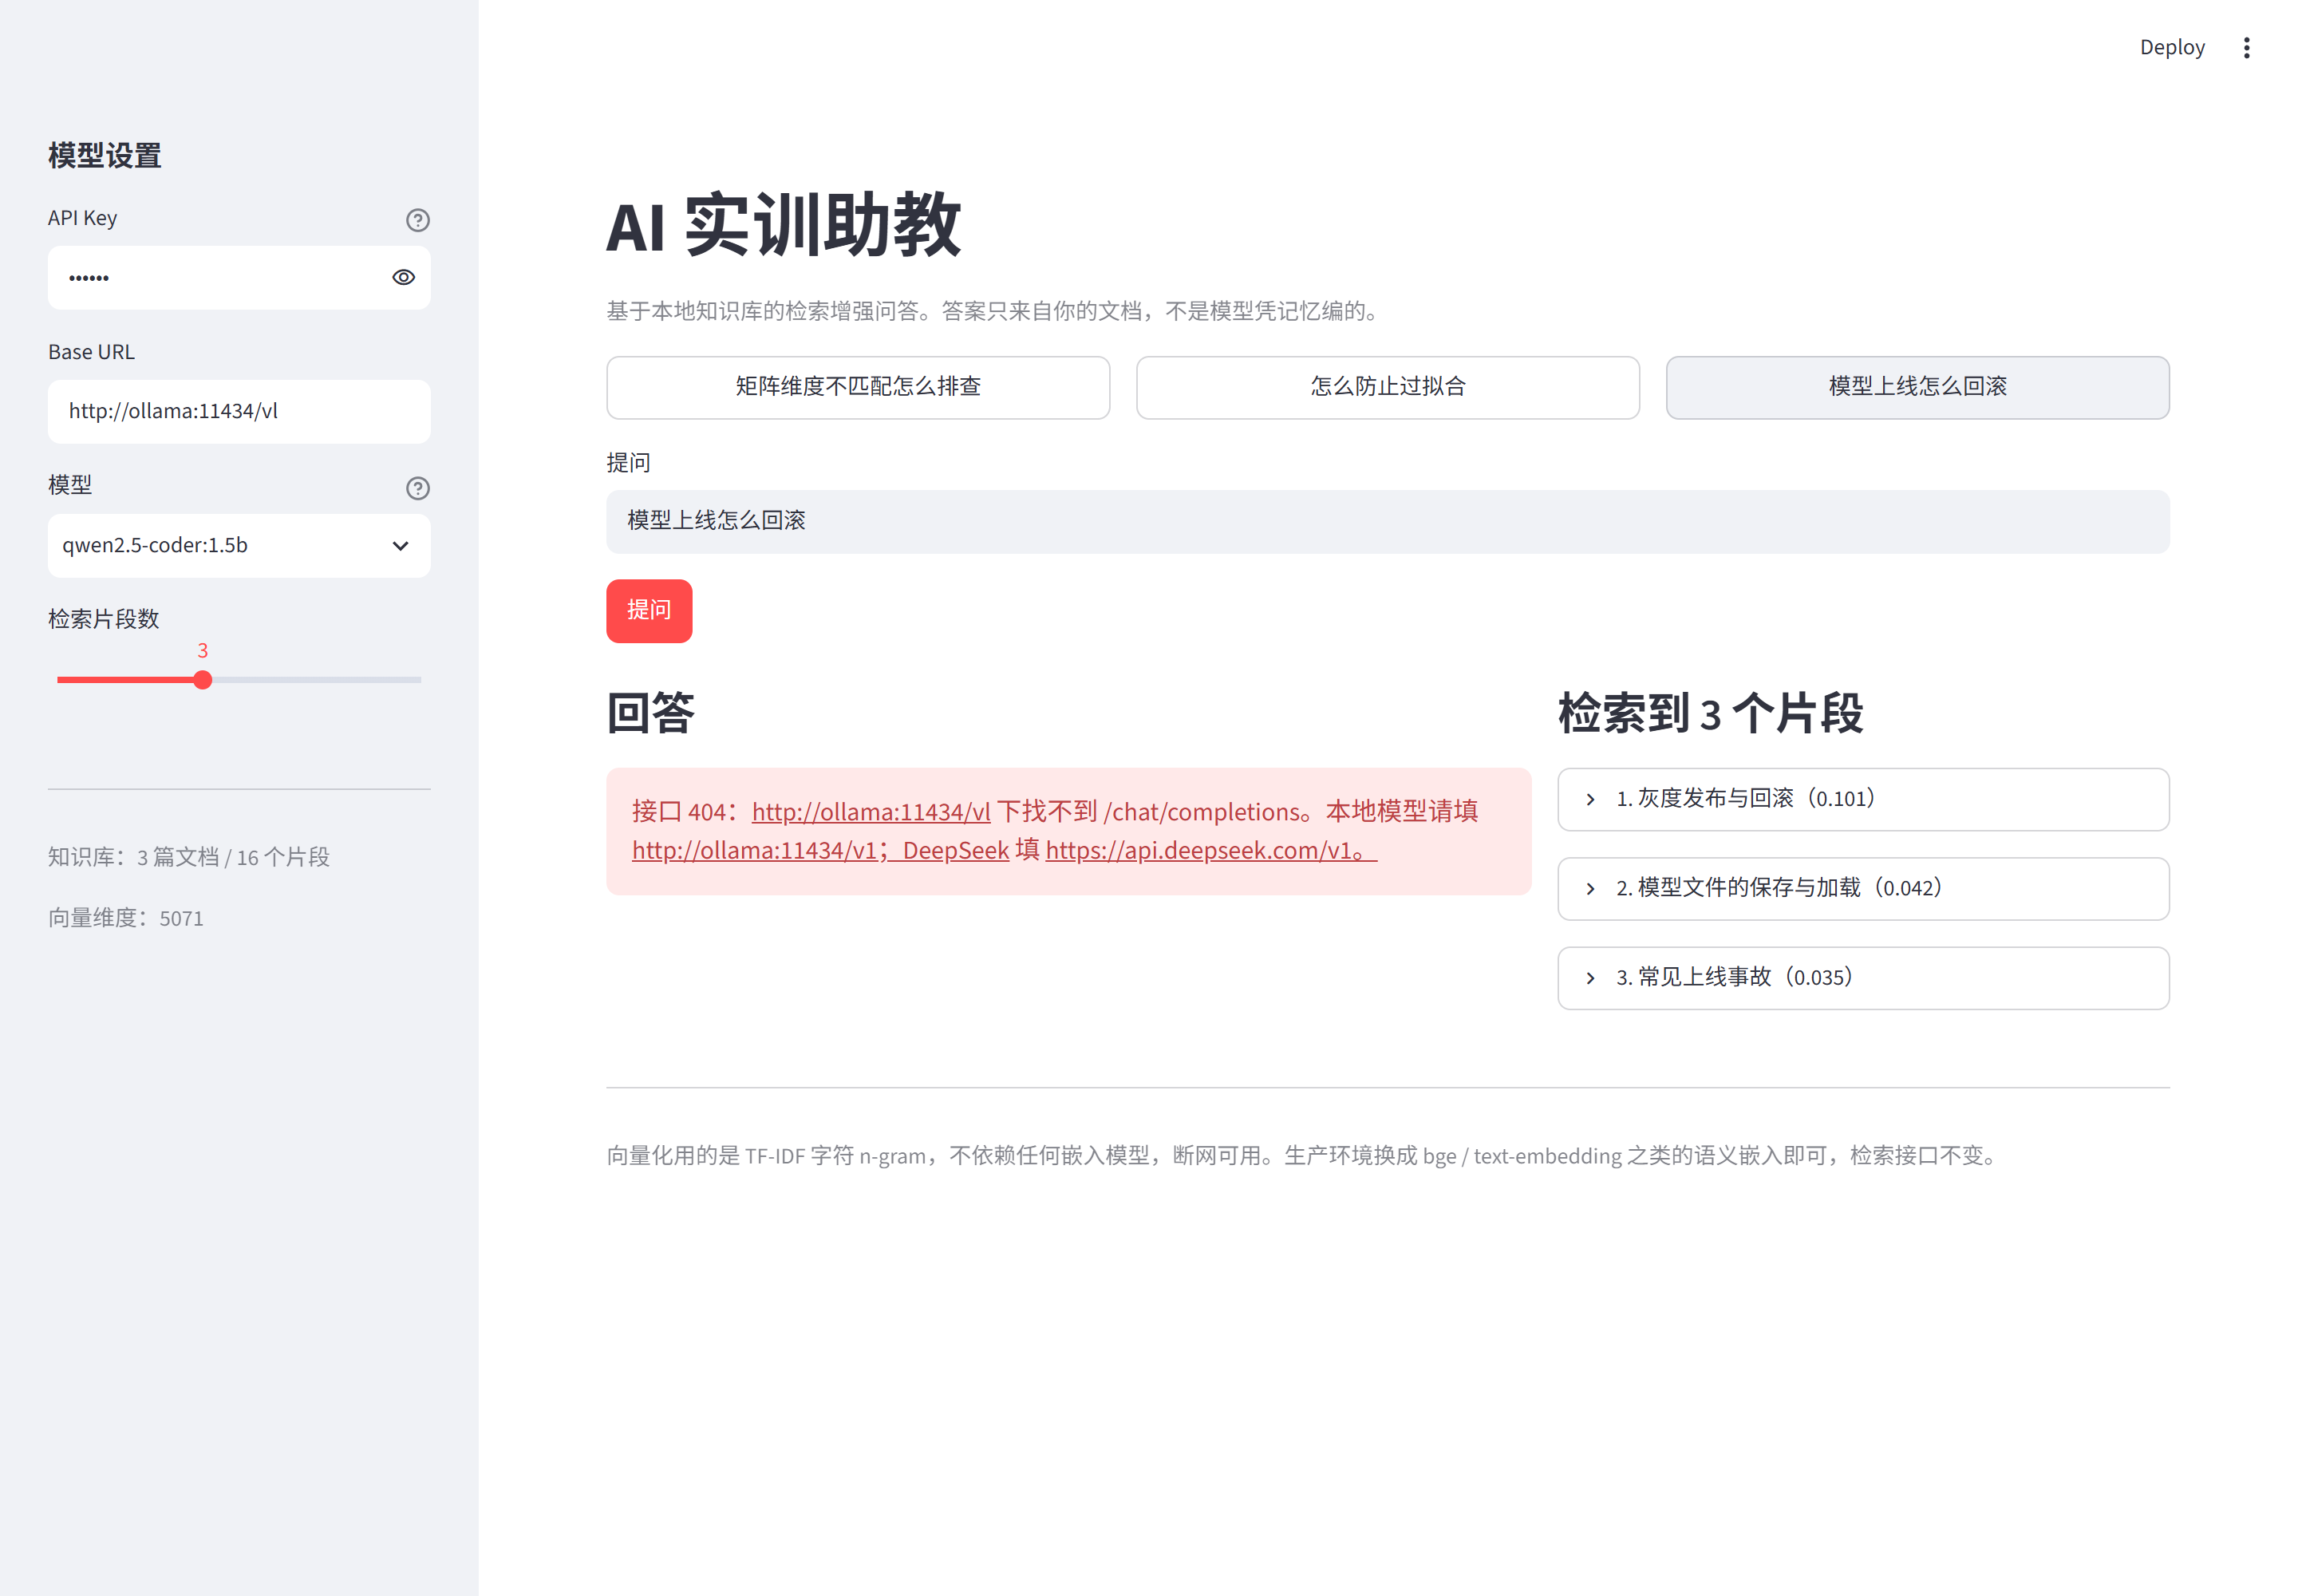 Deploy
模型设置
API Key
••••••
Base URL
http://ollama:11434/vl
模型
qwen2.5-coder:1.5b
检索片段数
3
知识库：3 篇文档 / 16 个片段
向量维度：5071
AI 实训助教
基于本地知识库的检索增强问答。答案只来自你的文档，不是模型凭记忆编的。
矩阵维度不匹配怎么排查
怎么防止过拟合
模型上线怎么回滚
提问
模型上线怎么回滚
提问
回答
接口 404：http://ollama:11434/vl 下找不到 /chat/completions。本地模型请填
http://ollama:11434/v1；DeepSeek 填 https://api.deepseek.com/v1。
检索到 3 个片段
1. 灰度发布与回滚（0.101）
2. 模型文件的保存与加载（0.042）
3. 常见上线事故（0.035）
向量化用的是 TF-IDF 字符 n-gram，不依赖任何嵌入模型，断网可用。生产环境换成 bge / text-embedding 之类的语义嵌入即可，检索接口不变。